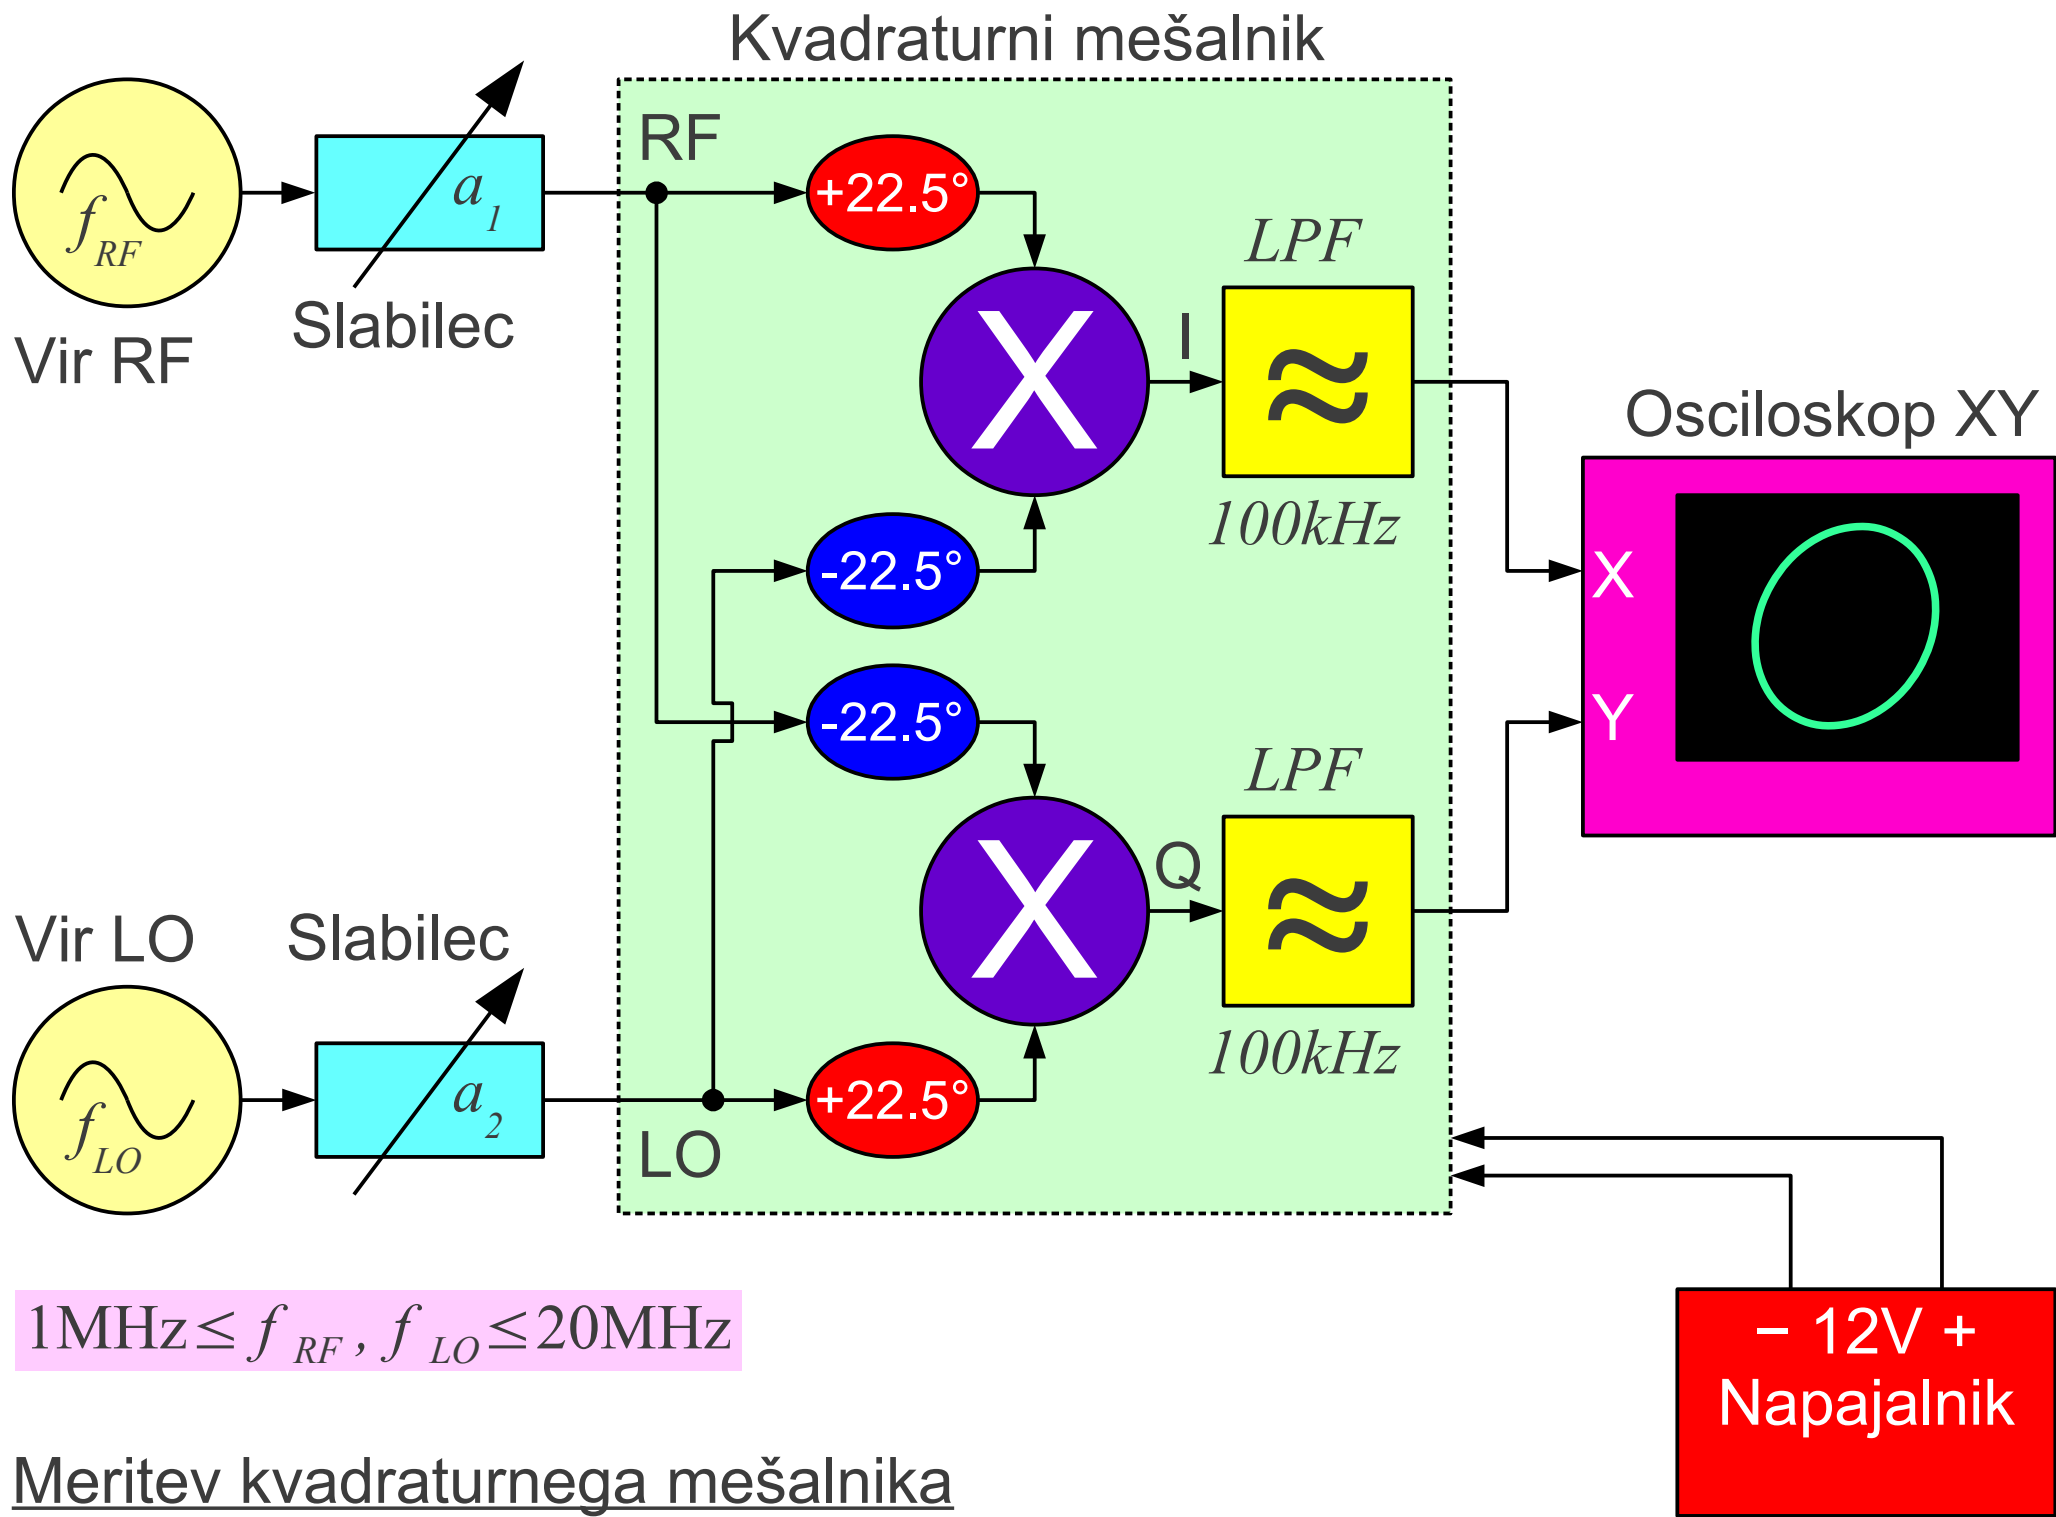 Kvadraturni mešalnik
f_RF
Vir RF
a_1
Slabilec
RF
+22.5°
X
-22.5°
I
LPF
≈
100kHz
Osciloskop XY
X
Y
-22.5°
X
+22.5°
Q
LPF
≈
100kHz
Vir LO
f_LO
Slabilec
a_2
LO
1MHz≤f_RF, f_LO≤20MHz
− 12V +
Napajalnik
Meritev kvadraturnega mešalnika